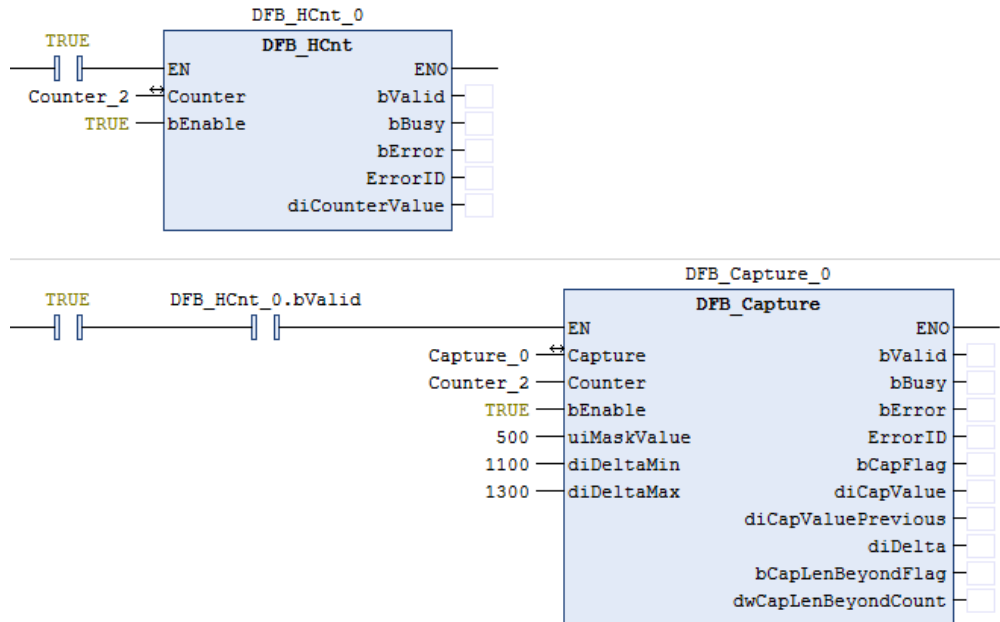 DFB_HCnt_0
TRUE DFB_HCnt
EN ENO
Counter_2 Counter bValid
TRUE bEnable bBusy
bError
ErrorID
diCounterValue
DFB_Capture_0
TRUE DFB_HCnt_0.bValid DFB_Capture
EN ENO
Capture_0 Capture bValid
Counter_2 Counter bBusy
TRUE bEnable bError
500 uiMaskValue ErrorID
1100 diDeltaMin bCapFlag
1300 diDeltaMax diCapValue
diCapValuePrevious
diDelta
bCapLenBeyondFlag
dwCapLenBeyondCount